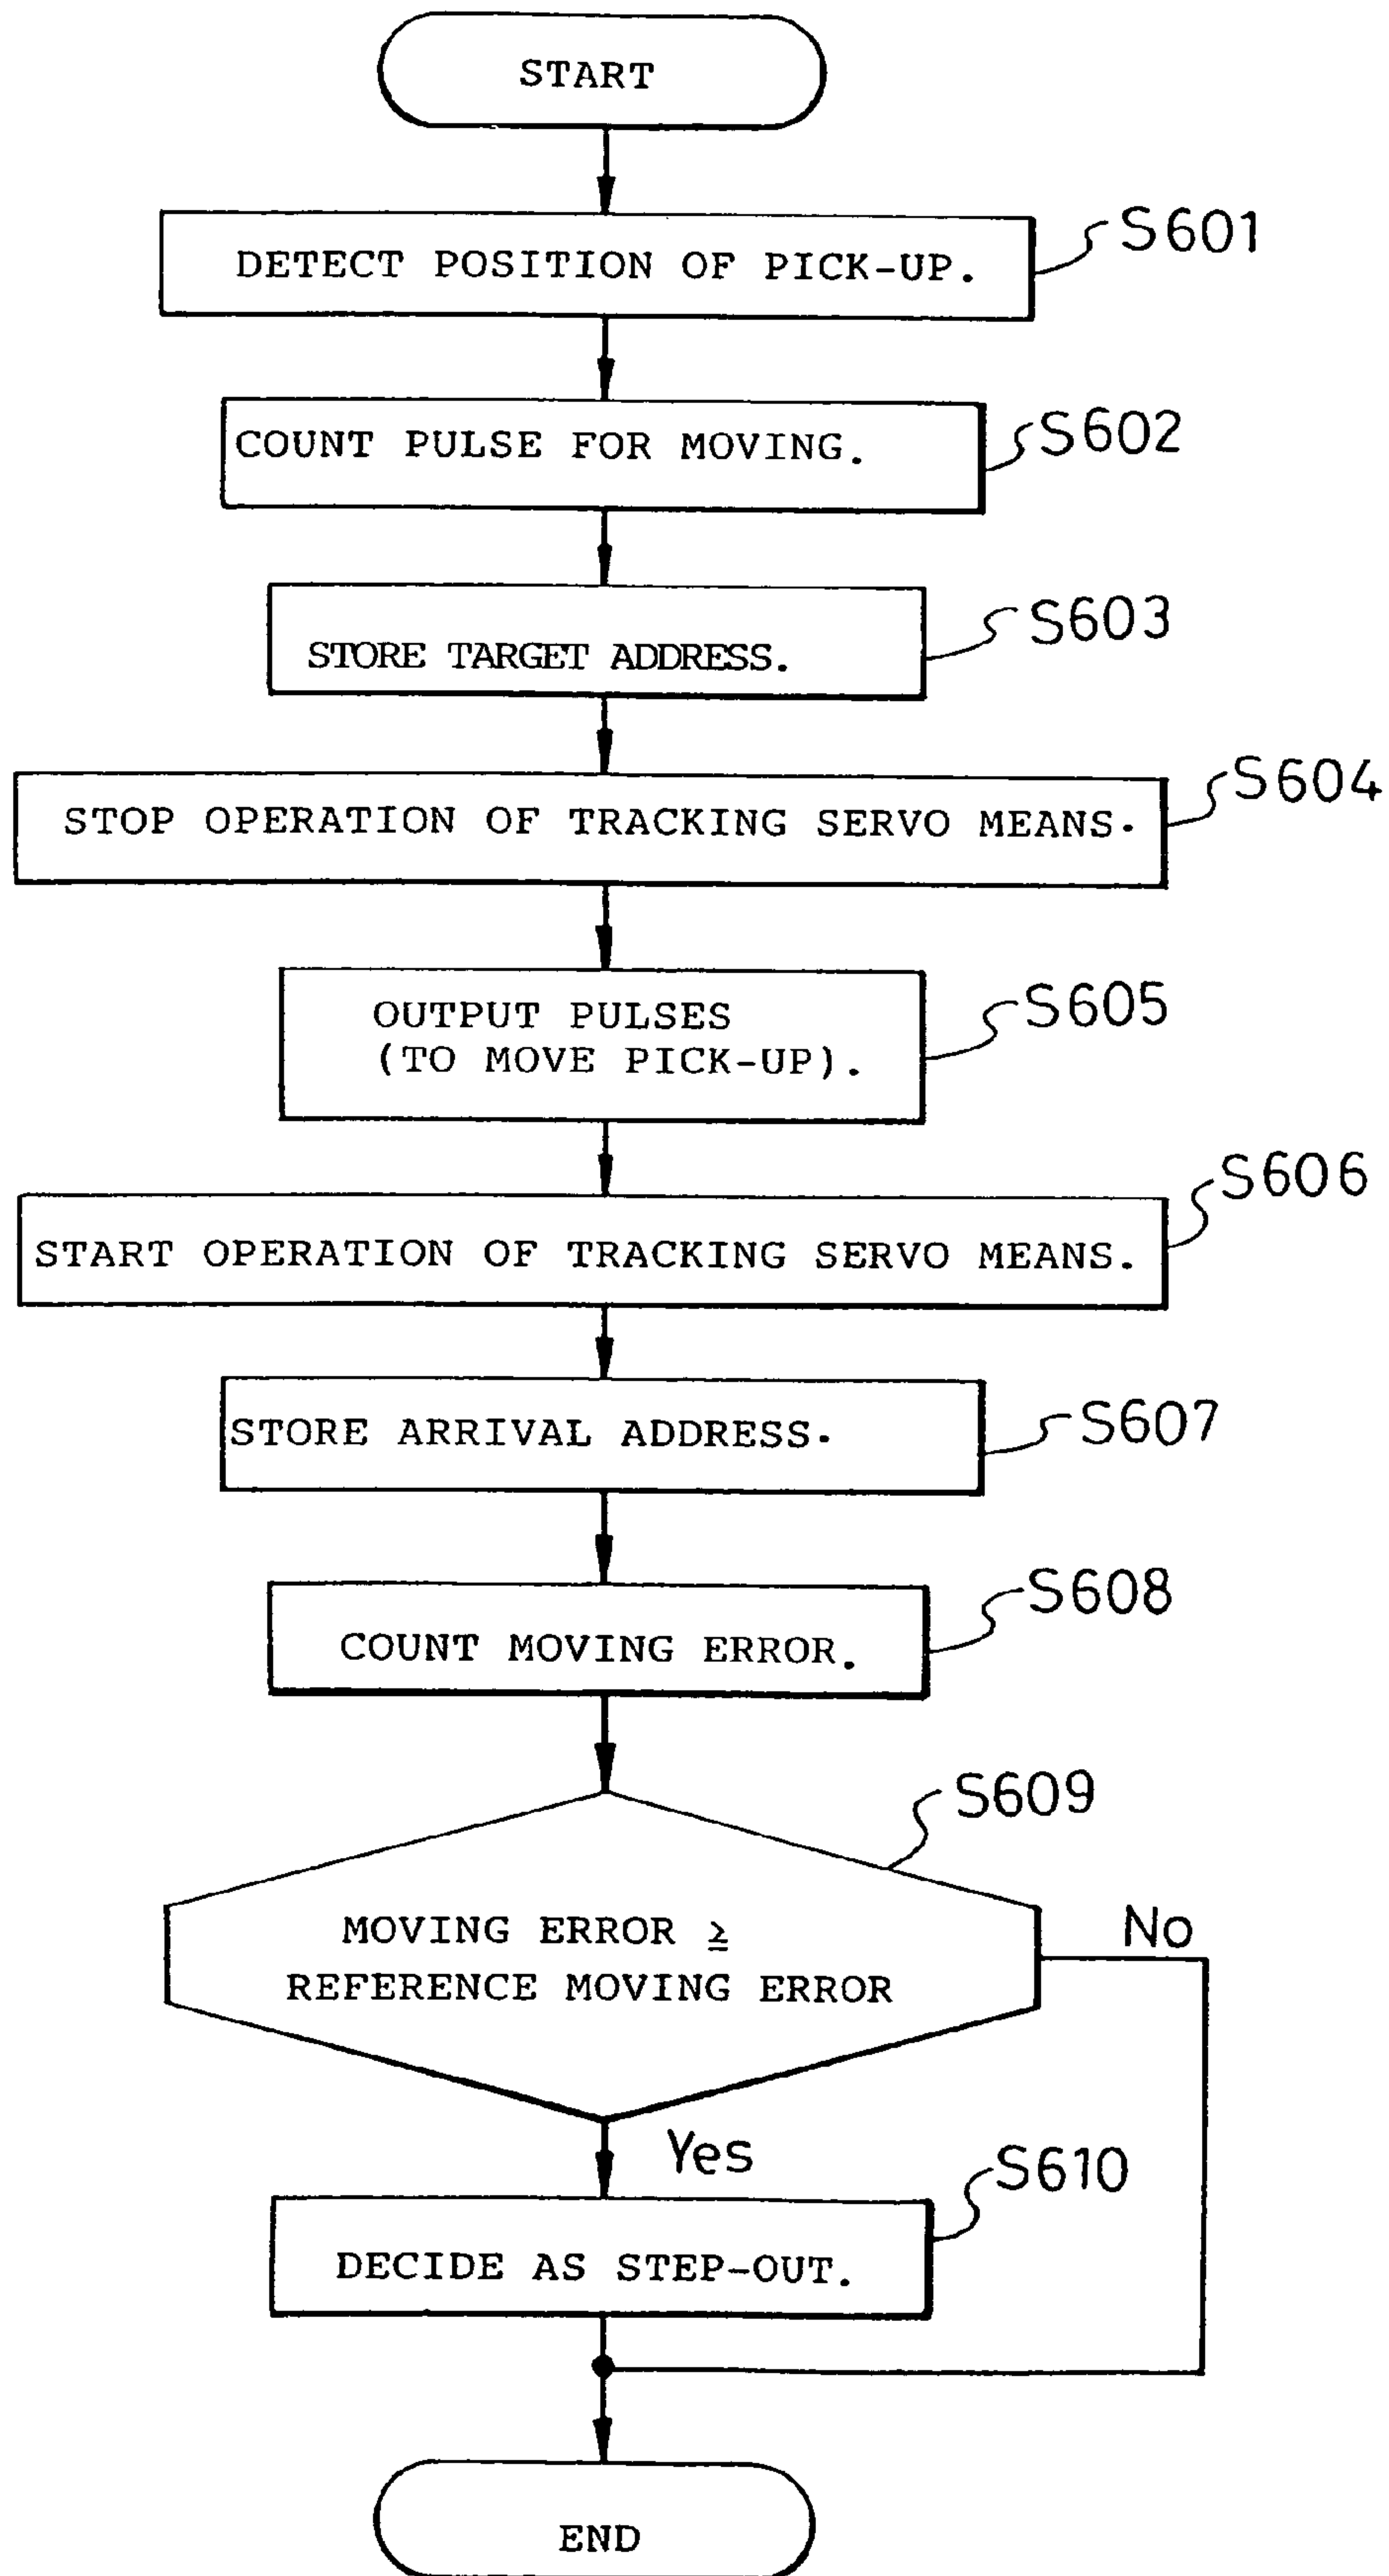 START
DETECT POSITION OF PICK-UP.
S601
COUNT PULSE FOR MOVING.
S602
STORE TARGET ADDRESS.
S603
STOP OPERATION OF TRACKING SERVO MEANS.
S604
OUTPUT PULSES
(TO MOVE PICK-UP).
S605
START OPERATION OF TRACKING SERVO MEANS.
S606
STORE ARRIVAL ADDRESS.
S607
COUNT MOVING ERROR.
S608
S609
MOVING ERROR ≧
REFERENCE MOVING ERROR
No
Yes
DECIDE AS STEP-OUT.
S610
END